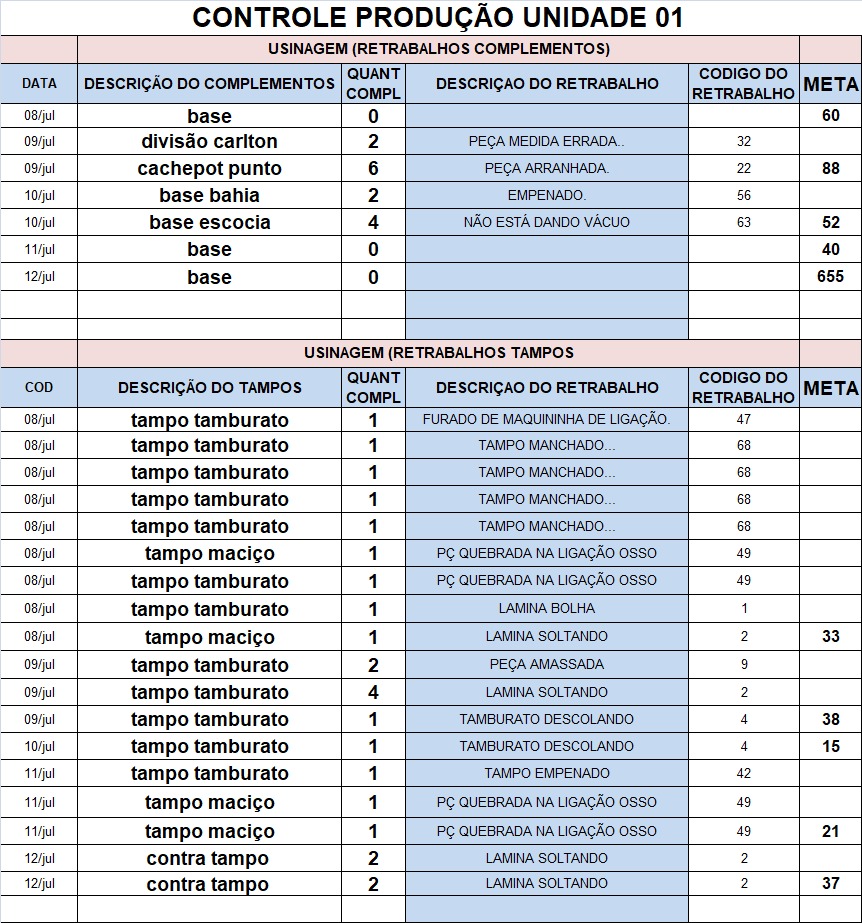 CONTROLE PRODUÇÃO UNIDADE 01
USINAGEM (RETRABALHOS COMPLEMENTOS)
DATA DESCRIÇÃO DO COMPLEMENTOS QUANT COMPL DESCRIÇAO DO RETRABALHO CODIGO DO RETRABALHO META
08/jul base 0 60
09/jul divisão carlton 2 PEÇA MEDIDA ERRADA.. 32
09/jul cachepot punto 6 PEÇA ARRANHADA. 22 88
10/jul base bahia 2 EMPENADO. 56
10/jul base escocia 4 NÃO ESTÁ DANDO VÁCUO 63 52
11/jul base 0 40
12/jul base 0 655
USINAGEM (RETRABALHOS TAMPOS
COD DESCRIÇÃO DO TAMPOS QUANT COMPL DESCRIÇAO DO RETRABALHO CODIGO DO RETRABALHO META
08/jul tampo tamburato 1 FURADO DE MAQUININHA DE LIGAÇÃO. 47
08/jul tampo tamburato 1 TAMPO MANCHADO... 68
08/jul tampo tamburato 1 TAMPO MANCHADO... 68
08/jul tampo tamburato 1 TAMPO MANCHADO... 68
08/jul tampo tamburato 1 TAMPO MANCHADO... 68
08/jul tampo maciço 1 PÇ QUEBRADA NA LIGAÇÃO OSSO 49
08/jul tampo tamburato 1 PÇ QUEBRADA NA LIGAÇÃO OSSO 49
08/jul tampo tamburato 1 LAMINA BOLHA 1
08/jul tampo maciço 1 LAMINA SOLTANDO 2 33
09/jul tampo tamburato 2 PEÇA AMASSADA 9
09/jul tampo tamburato 4 LAMINA SOLTANDO 2
09/jul tampo tamburato 1 TAMBURATO DESCOLANDO 4 38
10/jul tampo tamburato 1 TAMBURATO DESCOLANDO 4 15
11/jul tampo tamburato 1 TAMPO EMPENADO 42
11/jul tampo maciço 1 PÇ QUEBRADA NA LIGAÇÃO OSSO 49
11/jul tampo maciço 1 PÇ QUEBRADA NA LIGAÇÃO OSSO 49 21
12/jul contra tampo 2 LAMINA SOLTANDO 2
12/jul contra tampo 2 LAMINA SOLTANDO 2 37